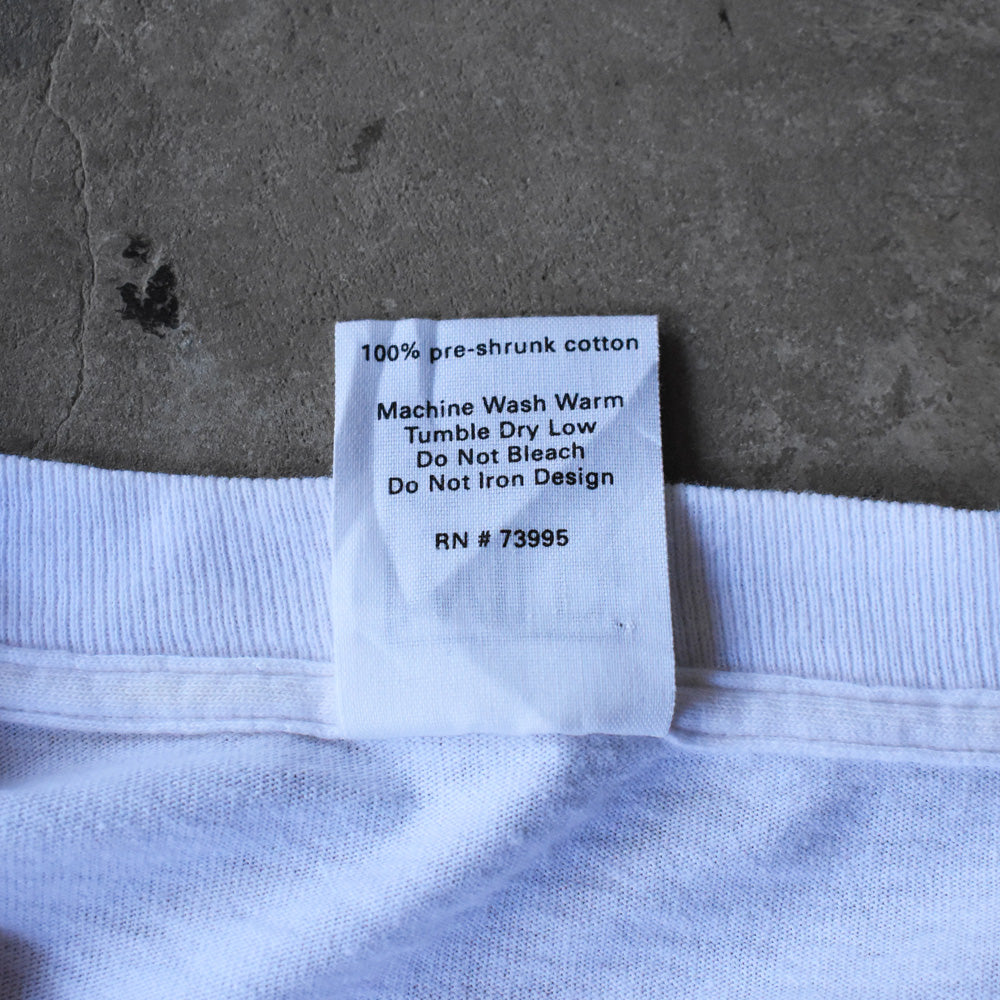 100% pre-shrunk cotton
Machine Wash Warm
Tumble Dry Low
Do Not Bleach
Do Not Iron Design
RN # 73995